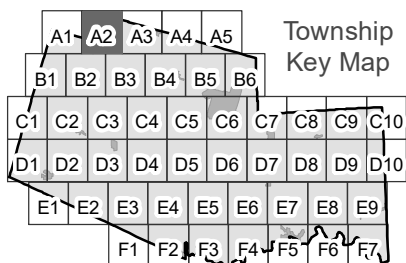 Township
Key Map
A1 A2 A3 A4 A5
B1 B2 B3 B4 B5 B6
C1 C2 C3 C4 C5 C6 C7 C8 C9 C10
D1 D2 D3 D4 D5 D6 D7 D8 D9 D10
E1 E2 E3 E4 E5 E6 E7 E8 E9
F1 F2 F3 F4 F5 F6 F7